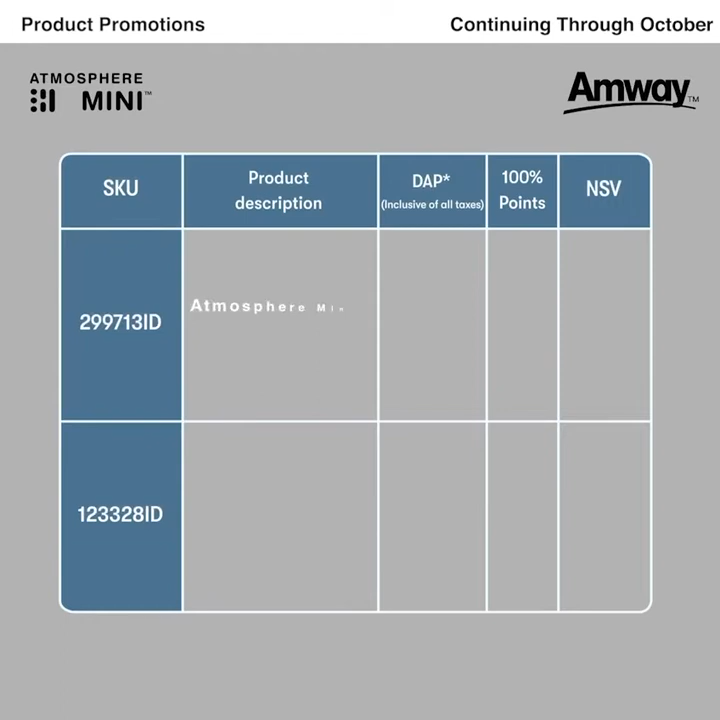 Product Promotions
Continuing Through October
ATMOSPHERE
MINI™
Amway™
SKU
Product
description
DAP*
(Inclusive of all taxes)
100%
Points
NSV
299713ID
Atmosphere Min
123328ID